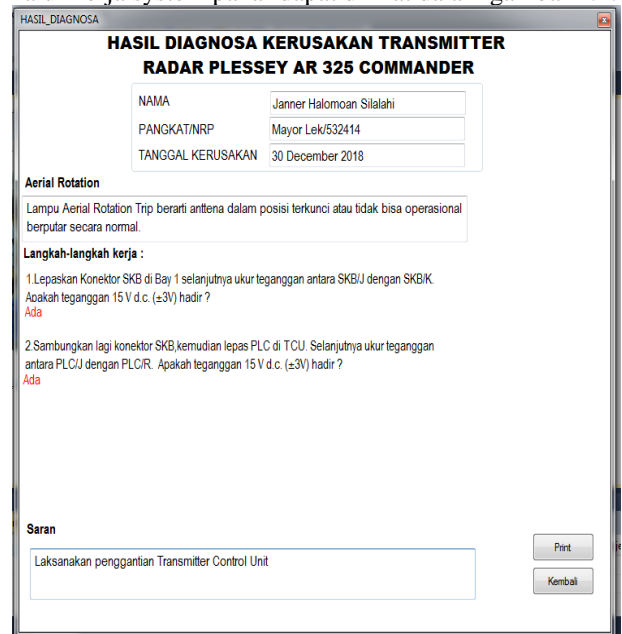 HASIL_DIAGNOSA
HASIL DIAGNOSA KERUSAKAN TRANSMITTER
RADAR PLESSEY AR 325 COMMANDER
NAMA Janner Halomoan Silalahi
PANGKAT/NRP Mayor Lek/532414
TANGGAL KERUSAKAN 30 December 2018
Aerial Rotation
Lampu Aerial Rotation Trip berarti anttena dalam posisi terkunci atau tidak bisa operasional
berputar secara normal.
Langkah-langkah kerja :
1.Lepaskan Konektor SKB di Bay 1 selanjutnya ukur teganggan antara SKB/J dengan SKB/K.
Apakah teganggan 15 V d.c. (±3V) hadir ?
Ada
2.Sambungkan lagi konektor SKB,kemudian lepas PLC di TCU. Selanjutnya ukur teganggan
antara PLC/J dengan PLC/R. Apakah teganggan 15 V d.c. (±3V) hadir ?
Ada
Saran
Laksanakan penggantian Transmitter Control Unit
Print
Kembali